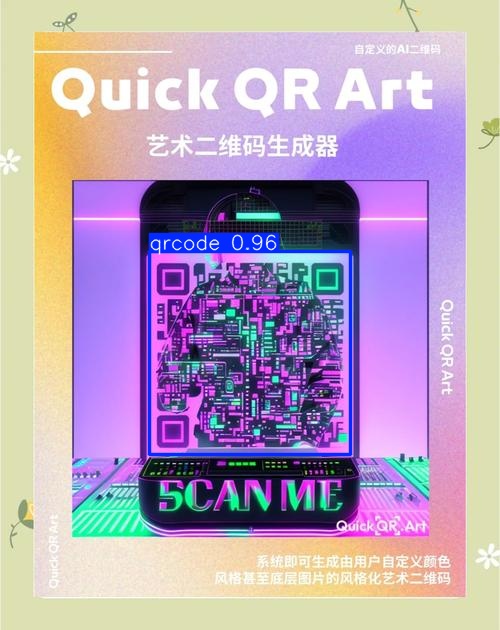 自定义的AI二维码
Quick QR Art
艺术二维码生成器
qrcode 0.96
Quick QR Art
SCAN ME
Quick QR Art
Quick QR Art
系统即可生成由用户自定义颜色
风格甚至底层图片的风格化艺术二维码